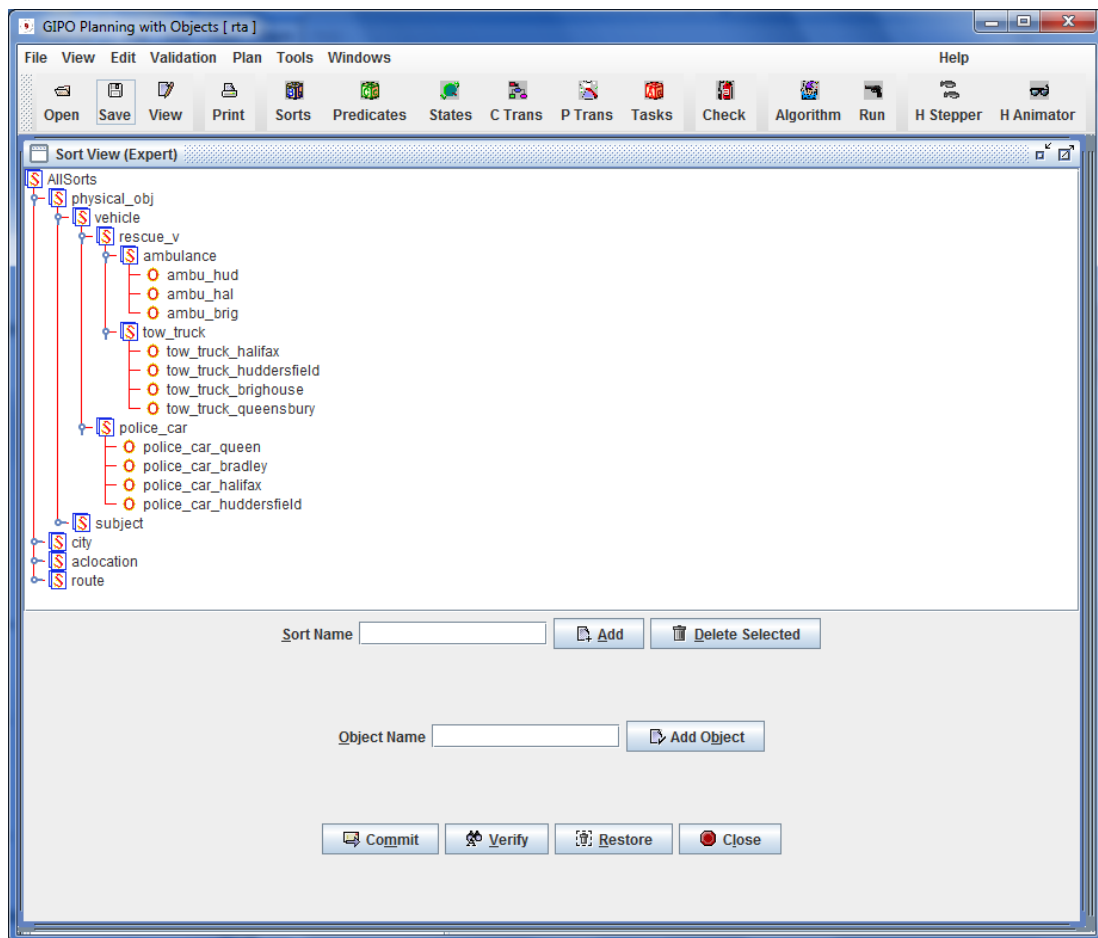 GIPO Planning with Objects [ rta ]
File View Edit Validation Plan Tools Windows Help
Open Save View Print Sorts Predicates States C Trans P Trans Tasks Check Algorithm Run H Stepper H Animator
Sort View (Expert)
S AllSorts
S physical_obj
S vehicle
S rescue_v
S ambulance
O ambu_hud
O ambu_hal
O ambu_brig
S tow_truck
O tow_truck_halifax
O tow_truck_huddersfield
O tow_truck_brighouse
O tow_truck_queensbury
S police_car
O police_car_queen
O police_car_bradley
O police_car_halifax
O police_car_huddersfield
S subject
S city
S aclocation
S route
Sort Name Add Delete Selected
Object Name Add Object
Commit Verify Restore Close